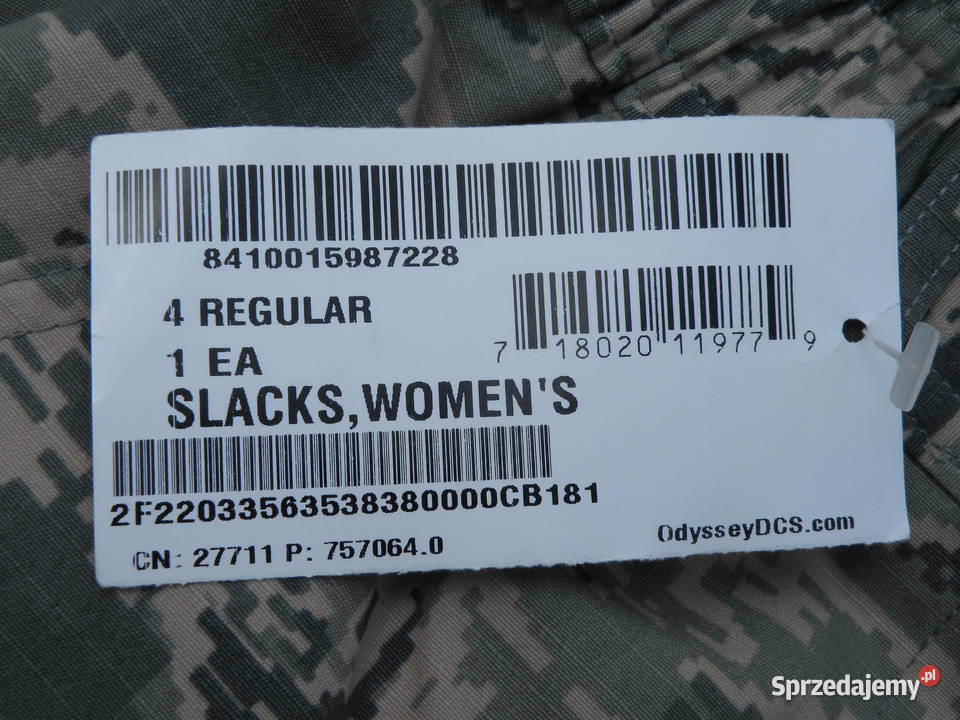 8410015987228
4 REGULAR
7 18020 11977 9
1 EA
SLACKS,WOMEN'S
2F22033563538380000CB181
OdysseyDCS.com
CN: 27711 P: 757064.0
Sprzedajemy.pl